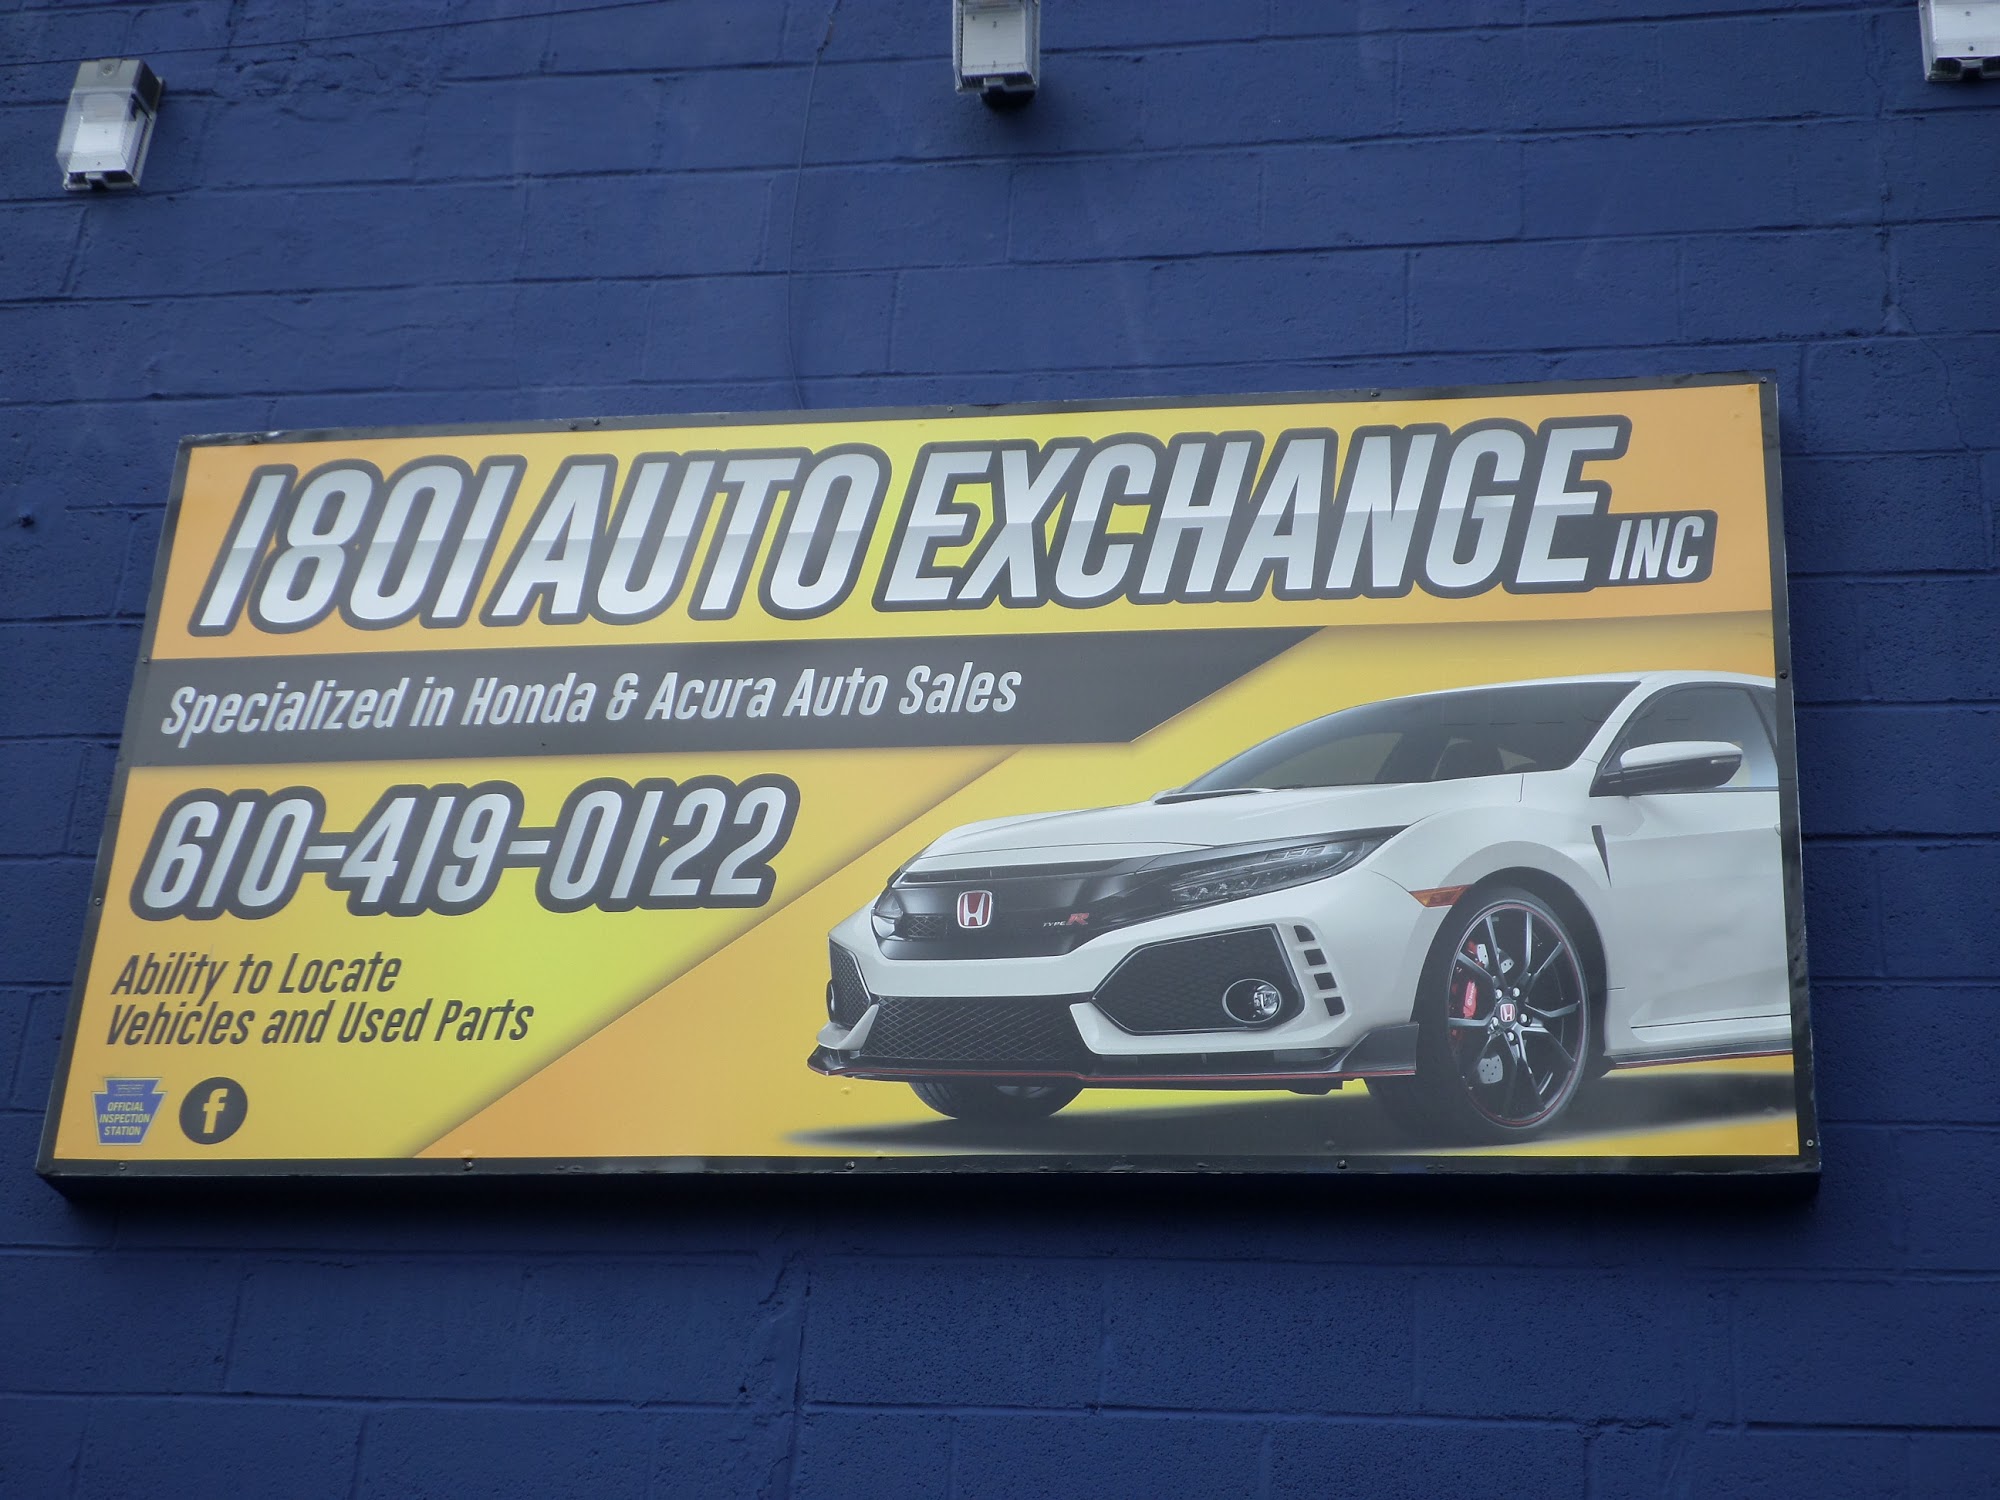 1801 AUTO EXCHANGE INC
Specialized in Honda & Acura Auto Sales
610-419-0122
Ability to Locate
Vehicles and Used Parts
OFFICIAL
INSPECTION
STATION
f
H
TYPE R